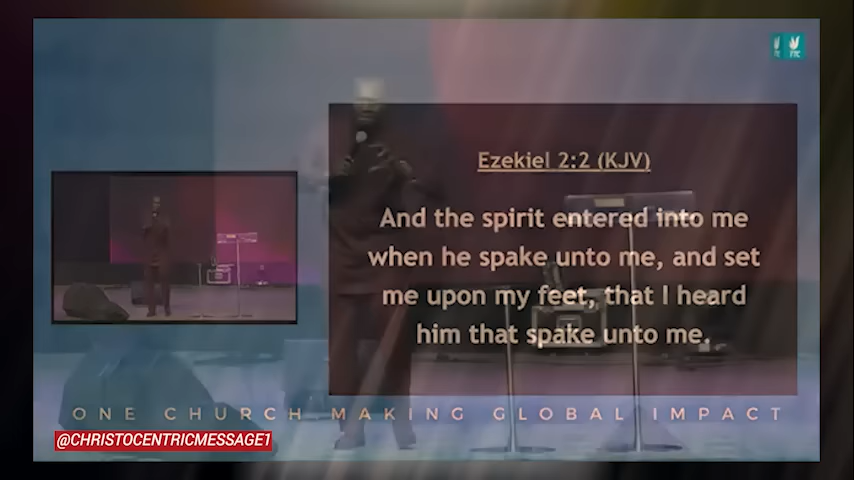 Ezekiel 2:2 (KJV)
And the spirit entered into me
when he spake unto me, and set
me upon my feet, that I heard
him that spake unto me.
ONE CHURCH MAKING GLOBAL IMPACT
@CHRISTOCENTRICMESSAGE1